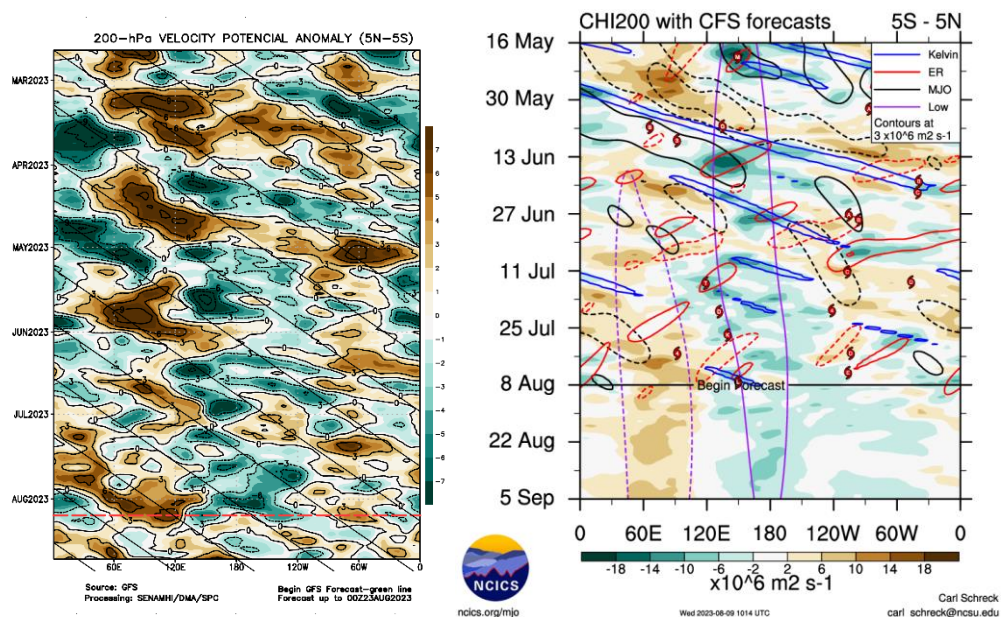 200-hPa VELOCITY POTENCIAL ANOMALY (5N-5S)
MAR2023
APR2023
MAY2023
JUN2023
JUL2023
AUG2023
60E 120E 180 120W 60W
7
6
5
4
3
2
1
-1
-2
-3
-4
-5
-6
-7
Source: GFS
Processing: SENAMHI/DMA/SPC
Begin GFS Forecast-green line
Forecast up to 00Z23AUG2023
CHI200 with CFS forecasts 5S - 5N
16 May
30 May
13 Jun
27 Jun
11 Jul
25 Jul
8 Aug
22 Aug
5 Sep
Kelvin
ER
MJO
Low
Contours at
3 x10^6 m2 s-1
Begin Forecast
0 60E 120E 180 120W 60W 0
-18 -14 -10 -6 -2 2 6 10 14 18
x10^6 m2 s-1
NCICS
ncics.org/mjo
Wed 2023-08-09 1014 UTC
Carl Schreck
carl_schreck@ncsu.edu